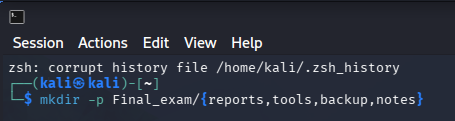 Session Actions Edit View Help
zsh: corrupt history file /home/kali/.zsh_history
┌──(kali㉿kali)-[~]
└─$ mkdir -p Final_exam/{reports,tools,backup,notes}